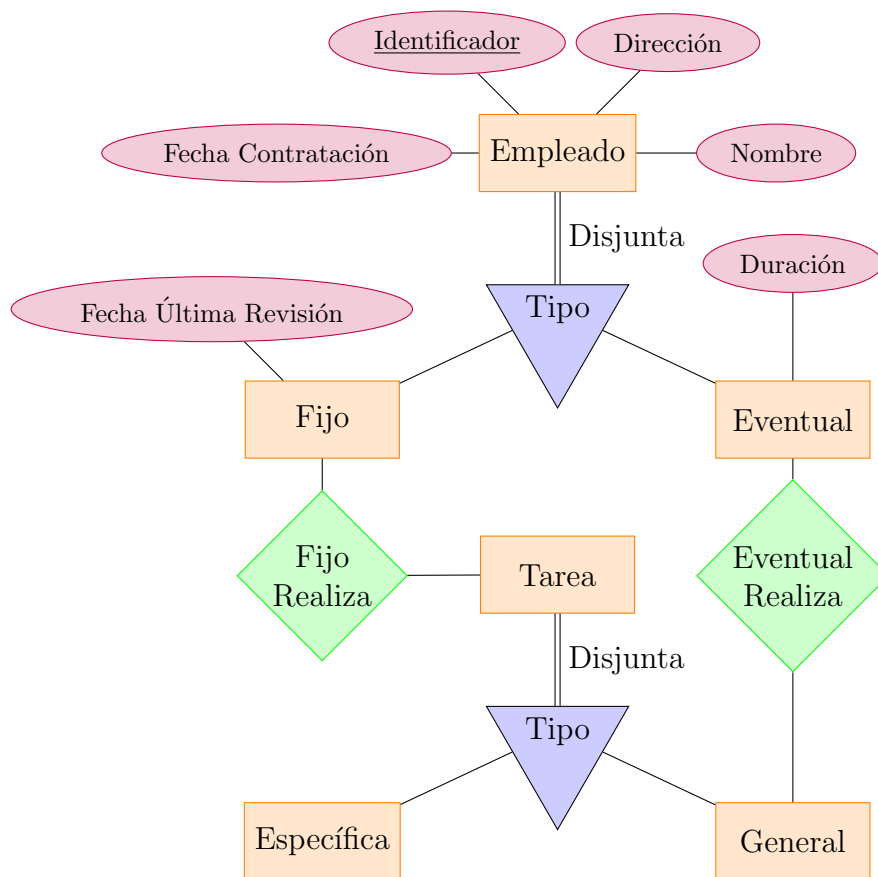 Identificador
Dirección
Fecha Contratación
Empleado
Nombre
Disjunta
Duración
Tipo
Fecha Última Revisión
Fijo
Eventual
Fijo
Realiza
Tarea
Eventual
Realiza
Disjunta
Tipo
Específica
General